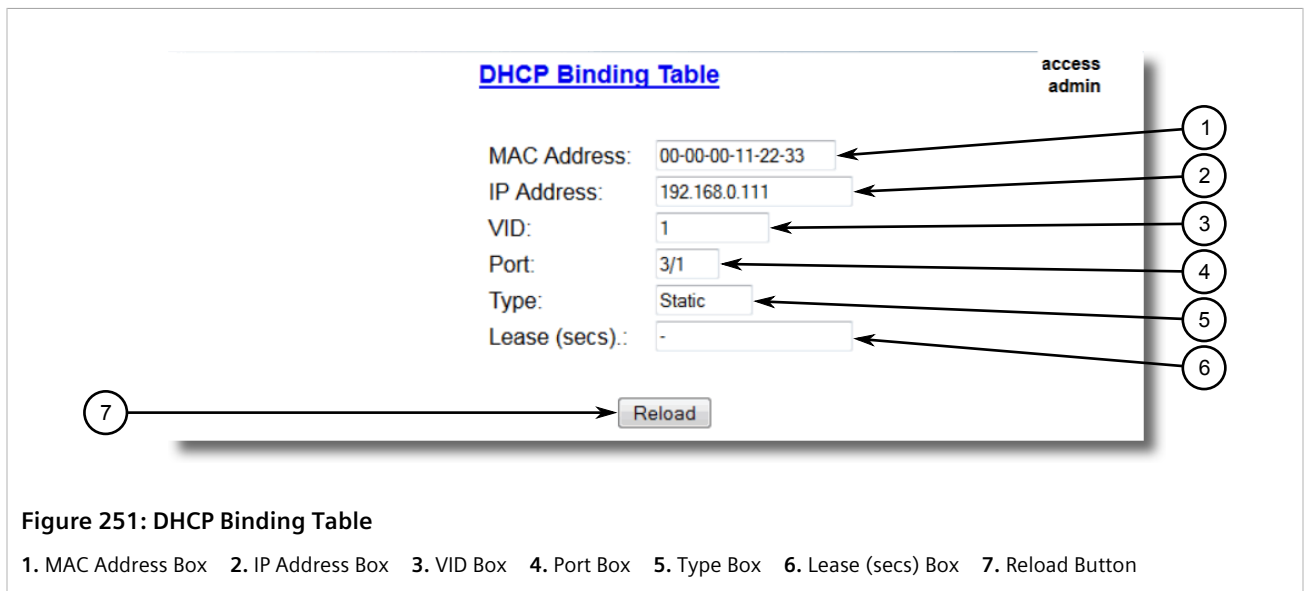 DHCP Binding Table
access
admin
MAC Address: 00-00-00-11-22-33
IP Address: 192.168.0.111
VID: 1
Port: 3/1
Type: Static
Lease (secs).: -
Reload
1
2
3
4
5
6
7
Figure 251: DHCP Binding Table
1. MAC Address Box 2. IP Address Box 3. VID Box 4. Port Box 5. Type Box 6. Lease (secs) Box 7. Reload Button